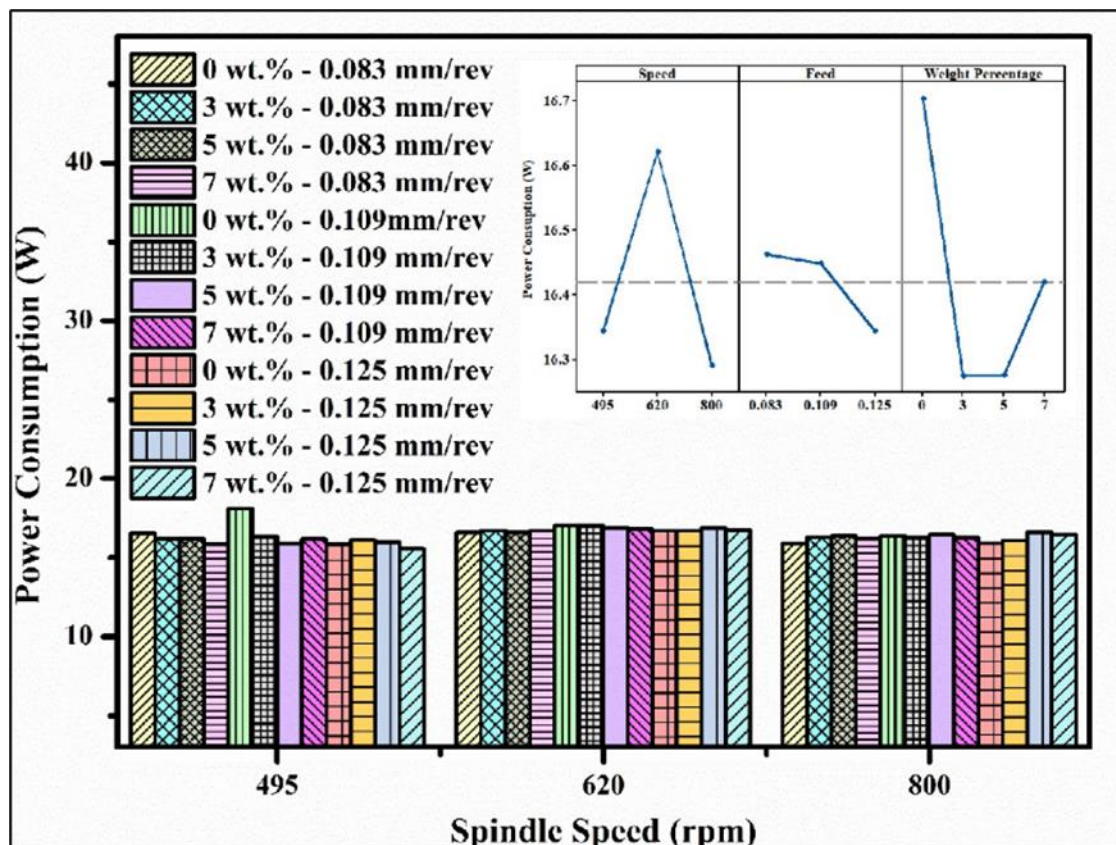 0 wt.% - 0.083 mm/rev
3 wt.% - 0.083 mm/rev
5 wt.% - 0.083 mm/rev
7 wt.% - 0.083 mm/rev
0 wt.% - 0.109mm/rev
3 wt.% - 0.109 mm/rev
5 wt.% - 0.109 mm/rev
7 wt.% - 0.109 mm/rev
0 wt.% - 0.125 mm/rev
3 wt.% - 0.125 mm/rev
5 wt.% - 0.125 mm/rev
7 wt.% - 0.125 mm/rev
Speed Feed Weight Pereentage
16.7
16.6
16.5
16.4
16.3
Power Consuption (W)
495 620 800 0.083 0.109 0.125 0 3 5 7
40
30
20
10
Power Consumption (W)
495 620 800
Spindle Speed (rpm)